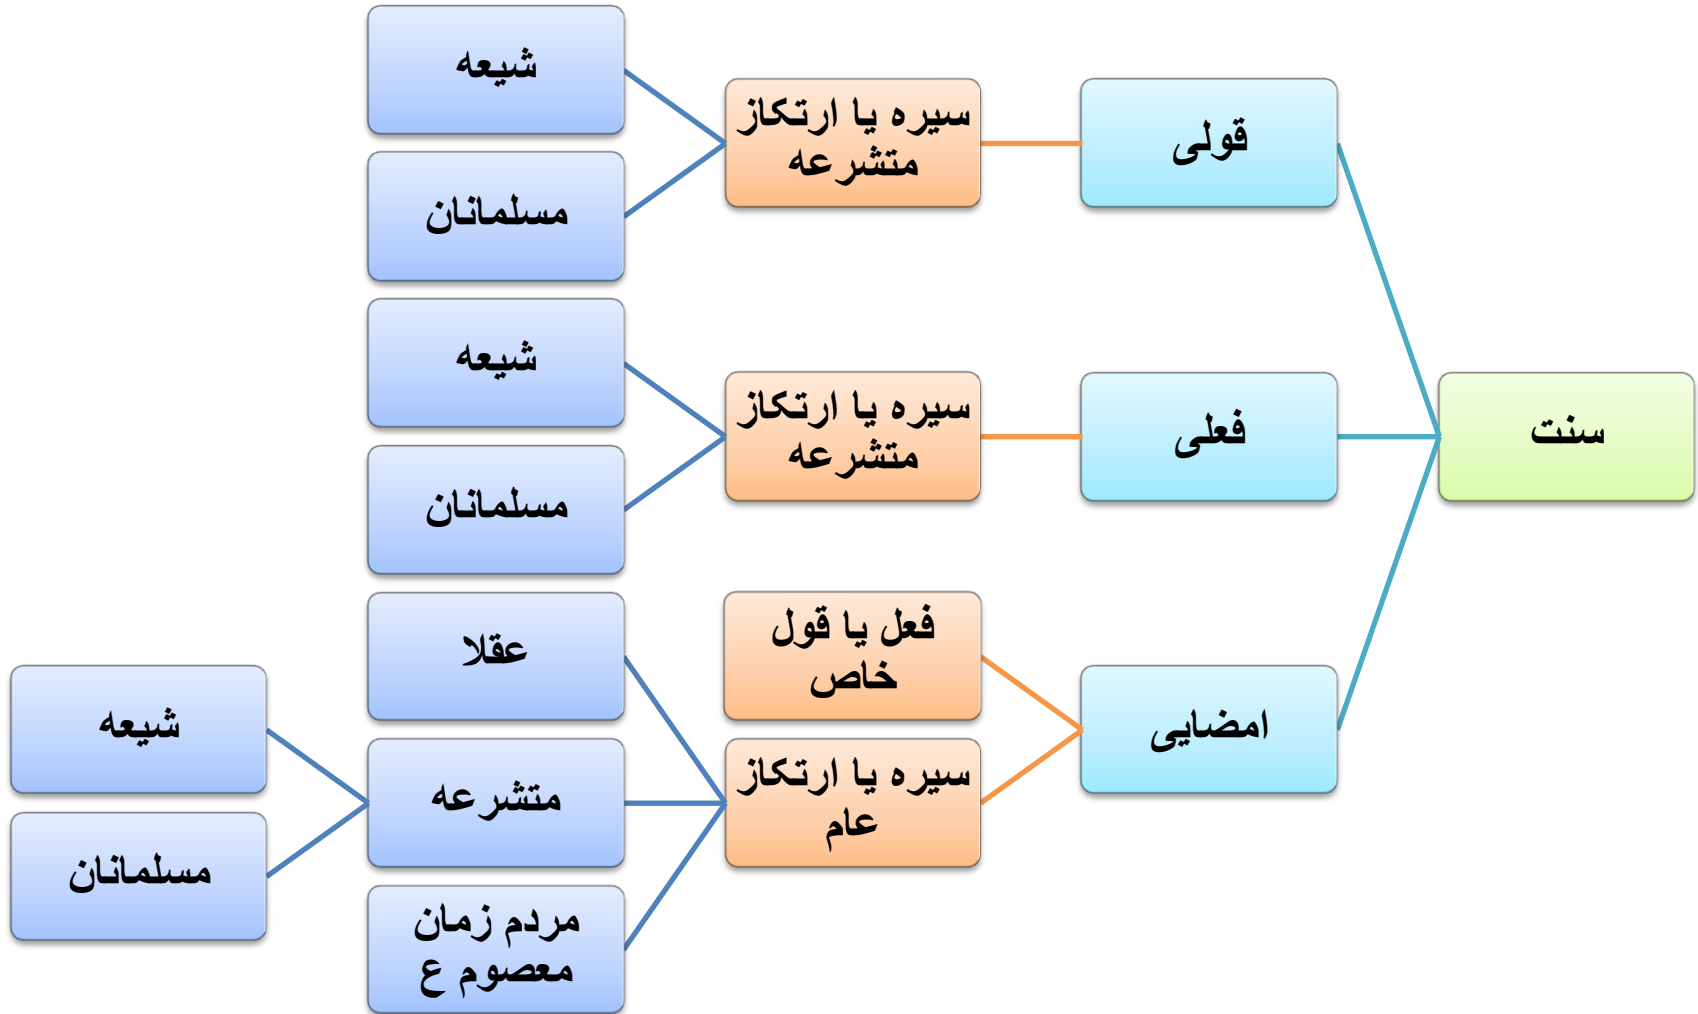 سنت
قولی
سیره یا ارتکاز
متشرعه
شیعه
مسلمانان
فعلی
سیره یا ارتکاز
متشرعه
شیعه
مسلمانان
امضایی
فعل یا قول
خاص
سیره یا ارتکاز
عام
عقلا
متشرعه
شیعه
مسلمانان
مردم زمان
معصوم ع